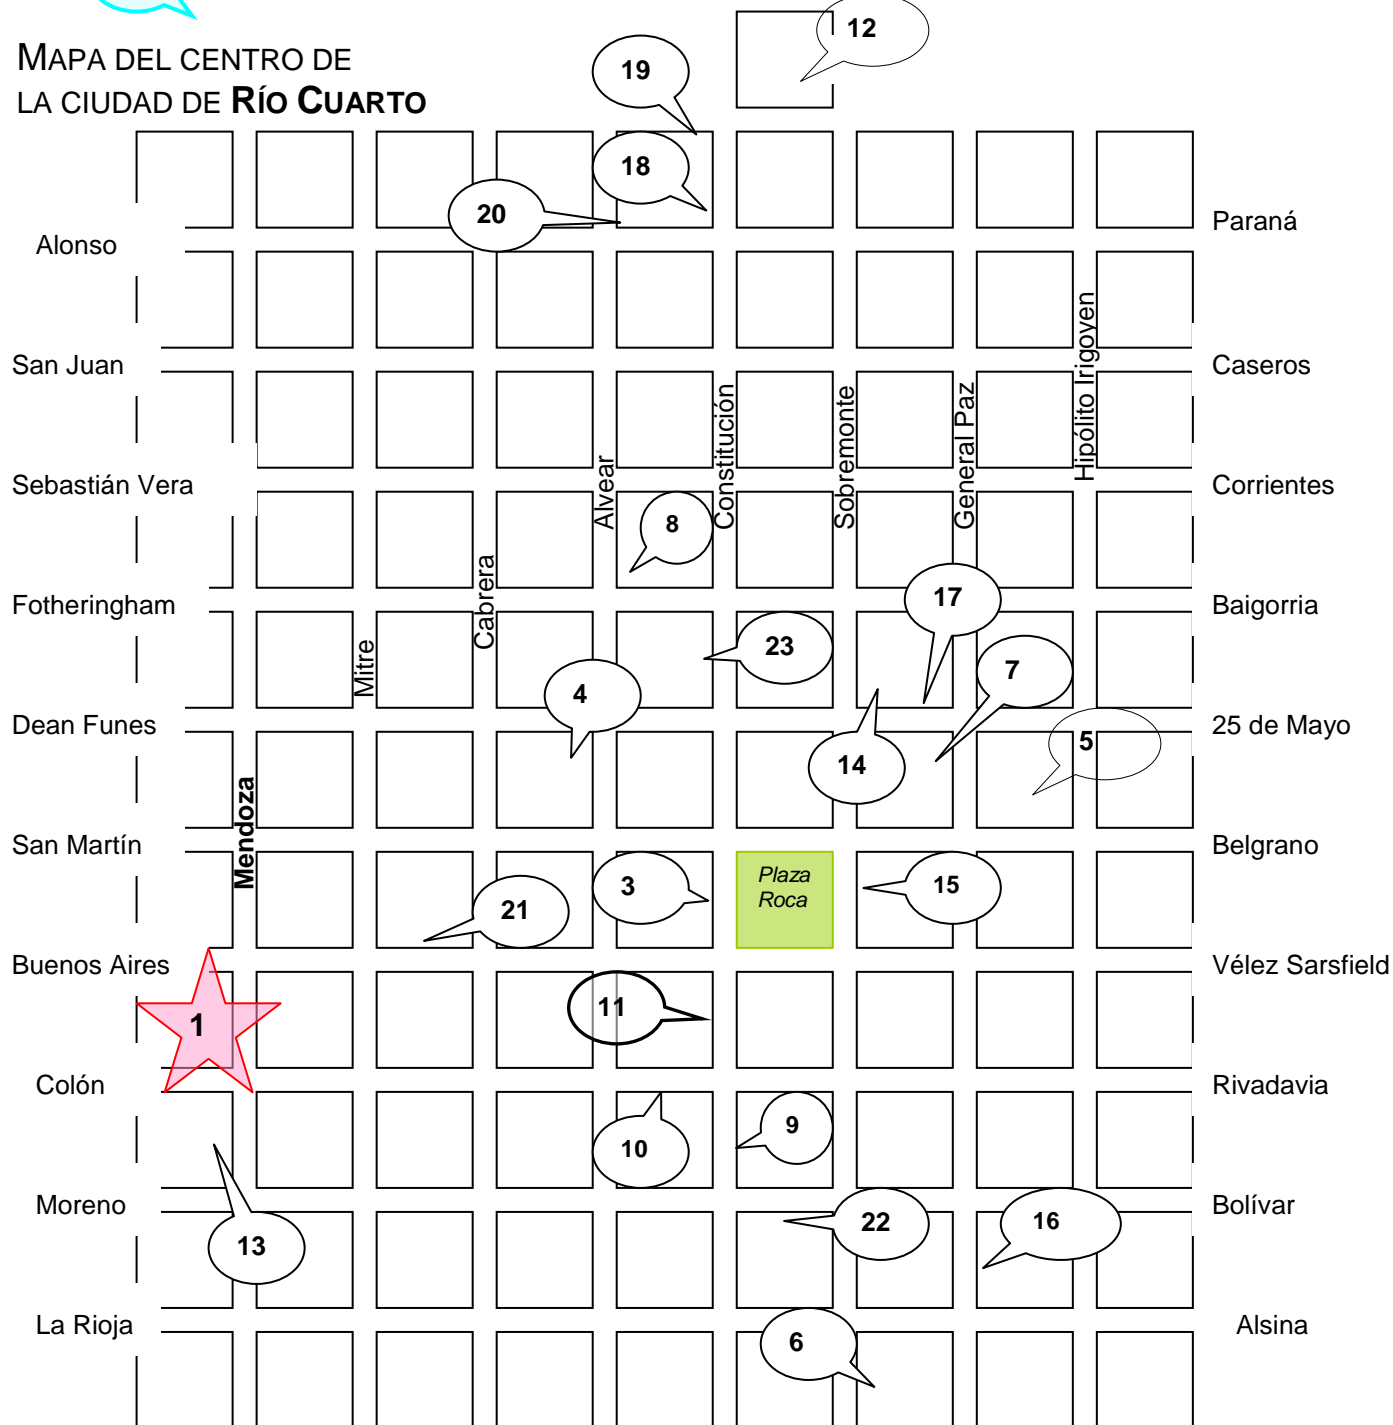 12
MAPA DEL CENTRO DE
LA CIUDAD DE RÍO CUARTO
19
18
20
Paraná
Alonso
San Juan
Caseros
Hipólito Irigoyen
General Paz
Sobremonte
Constitución
Alvear
Sebastián Vera
Corrientes
8
Cabrera
Fotheringham
17
Baigorria
Mitre
23
7
4
Dean Funes
14
5
25 de Mayo
Mendoza
San Martín
Belgrano
21
3
Plaza
Roca
15
Buenos Aires
Vélez Sarsfield
1
11
Colón
Rivadavia
10
9
Moreno
Bolívar
13
22
16
La Rioja
Alsina
6